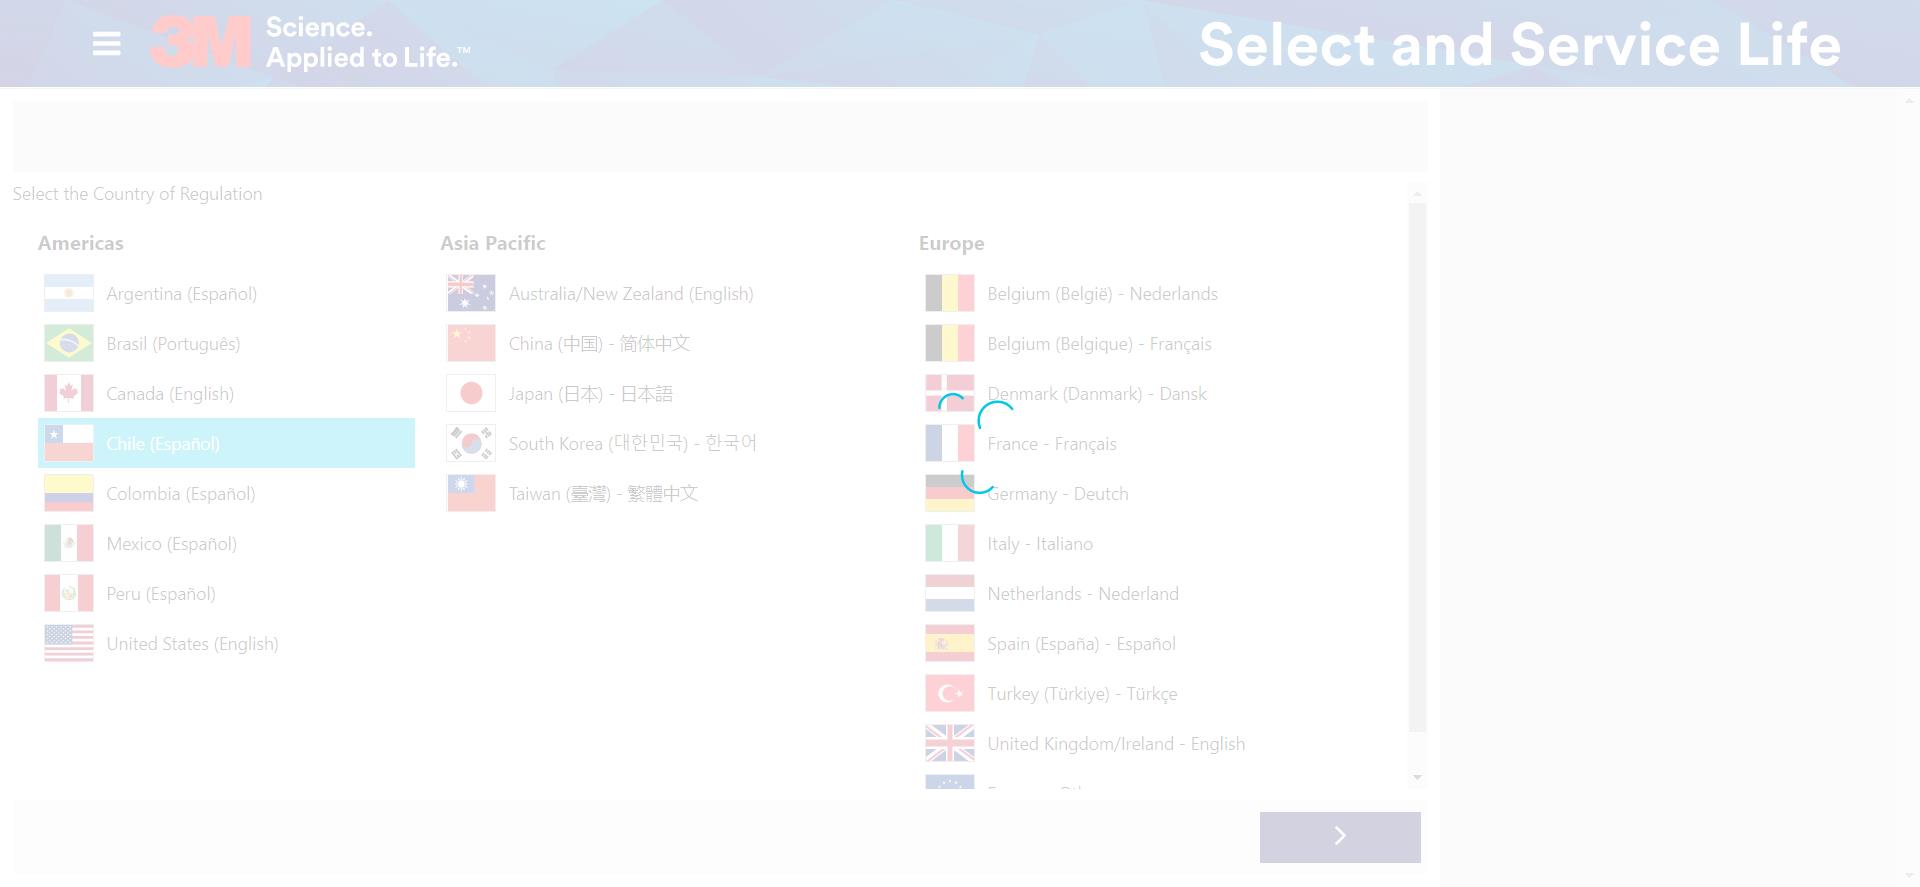 3M Science.
Applied to Life.™
Select and Service Life
Select the Country of Regulation
Americas
Argentina (Español)
Brasil (Português)
Canada (English)
Chile (Español)
Colombia (Español)
Mexico (Español)
Peru (Español)
United States (English)
Asia Pacific
Australia/New Zealand (English)
China (中国) - 简体中文
Japan (日本) - 日本語
South Korea (대한민국) - 한국어
Taiwan (臺灣) - 繁體中文
Europe
Belgium (België) - Nederlands
Belgium (Belgique) - Français
Denmark (Danmark) - Dansk
France - Français
Germany - Deutch
Italy - Italiano
Netherlands - Nederland
Spain (España) - Español
Turkey (Türkiye) - Türkçe
United Kingdom/Ireland - English